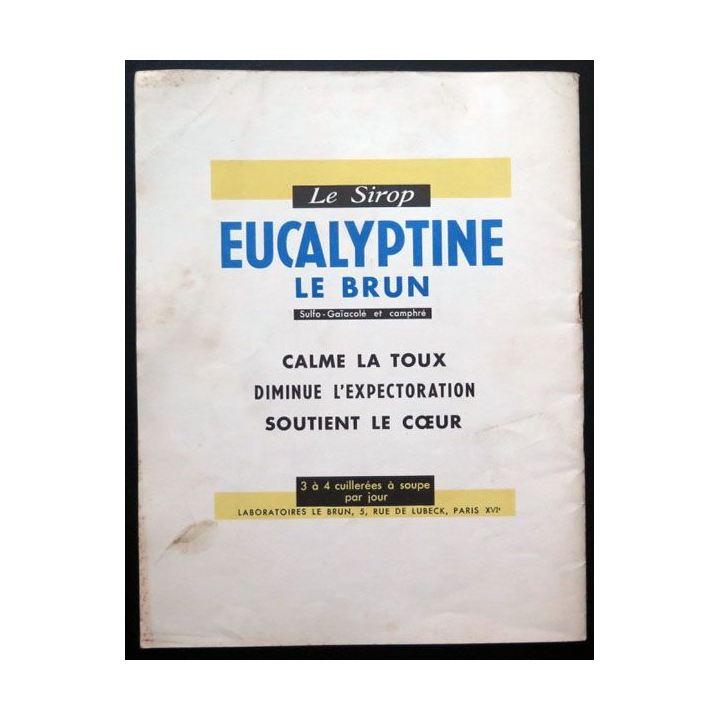 Le Sirop
EUCALYPTINE
LE BRUN
Sulfo-Gaïacolé et camphré
CALME LA TOUX
DIMINUE L'EXPECTORATION
SOUTIENT LE CŒUR
3 à 4 cuillerées à soupe
par jour
LABORATOIRES LE BRUN, 5, RUE DE LUBECK, PARIS XVIᵉ